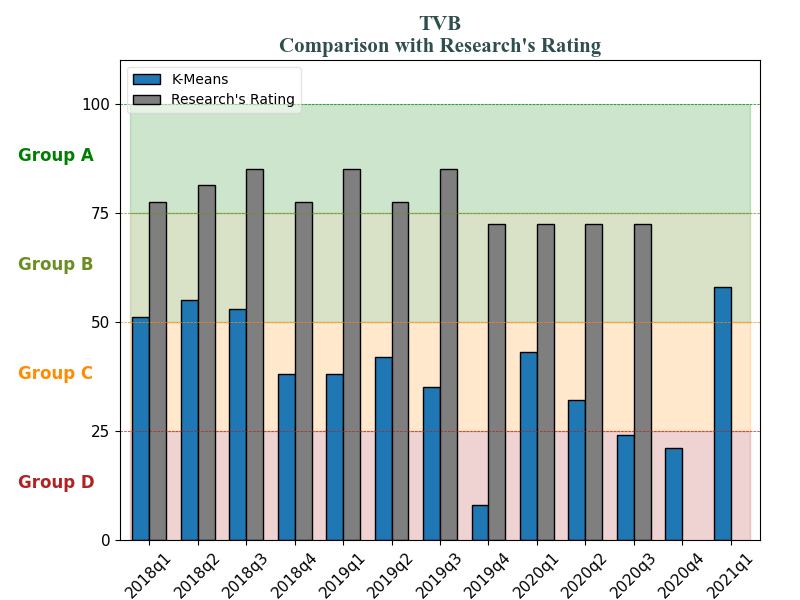 TVB
Comparison with Research's Rating
K-Means
Research's Rating
100
Group A
75
Group B
50
Group C
25
Group D
0
2018q1
2018q2
2018q3
2018q4
2019q1
2019q2
2019q3
2019q4
2020q1
2020q2
2020q3
2020q4
2021q1